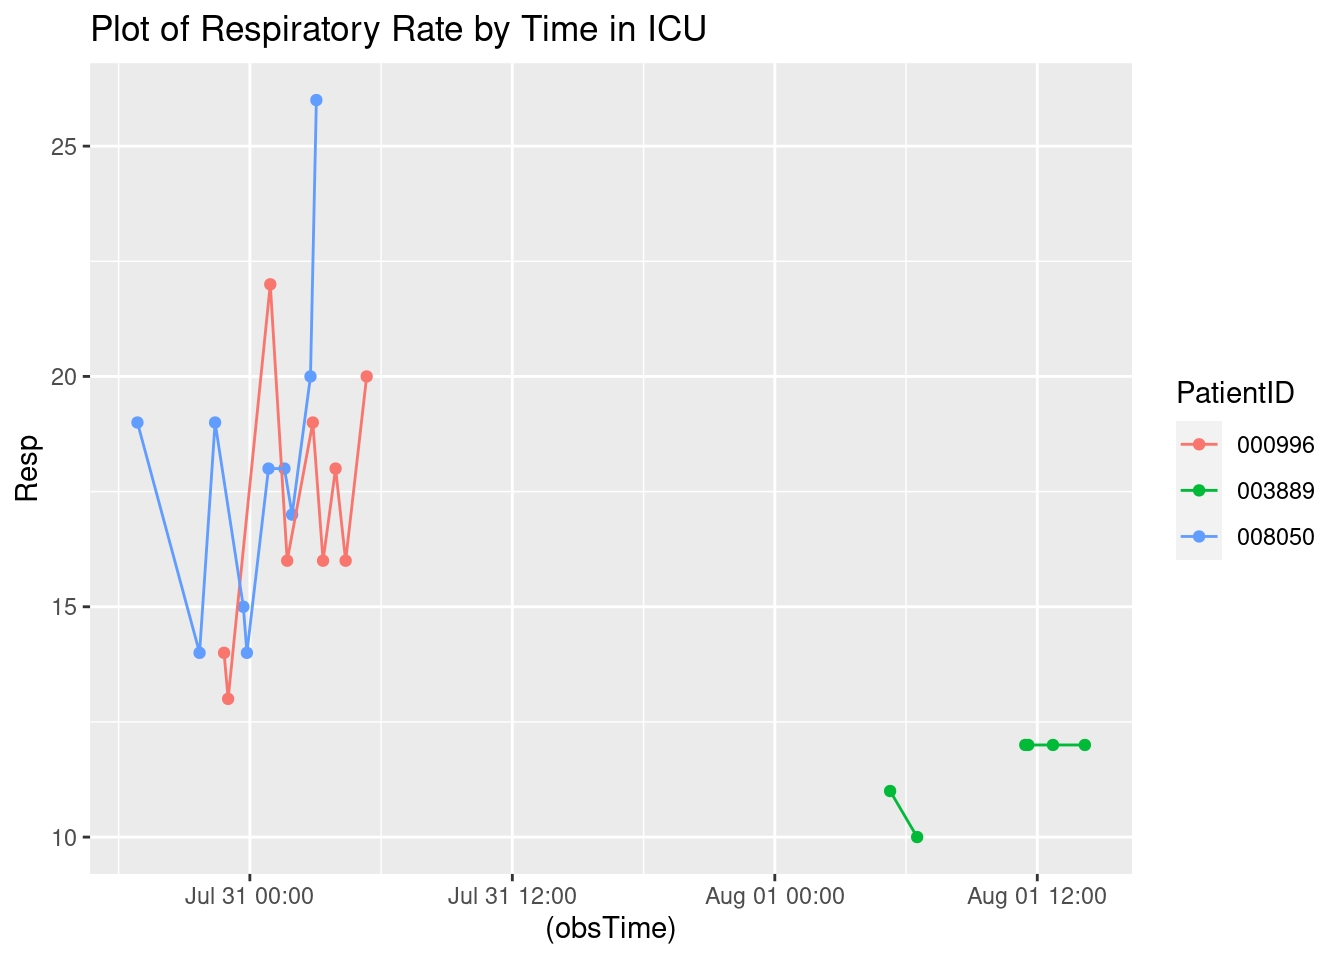 Plot of Respiratory Rate by Time in ICU
25
20
15
10
Resp
Jul 31 00:00
Jul 31 12:00
Aug 01 00:00
Aug 01 12:00
(obsTime)
PatientID
000996
003889
008050